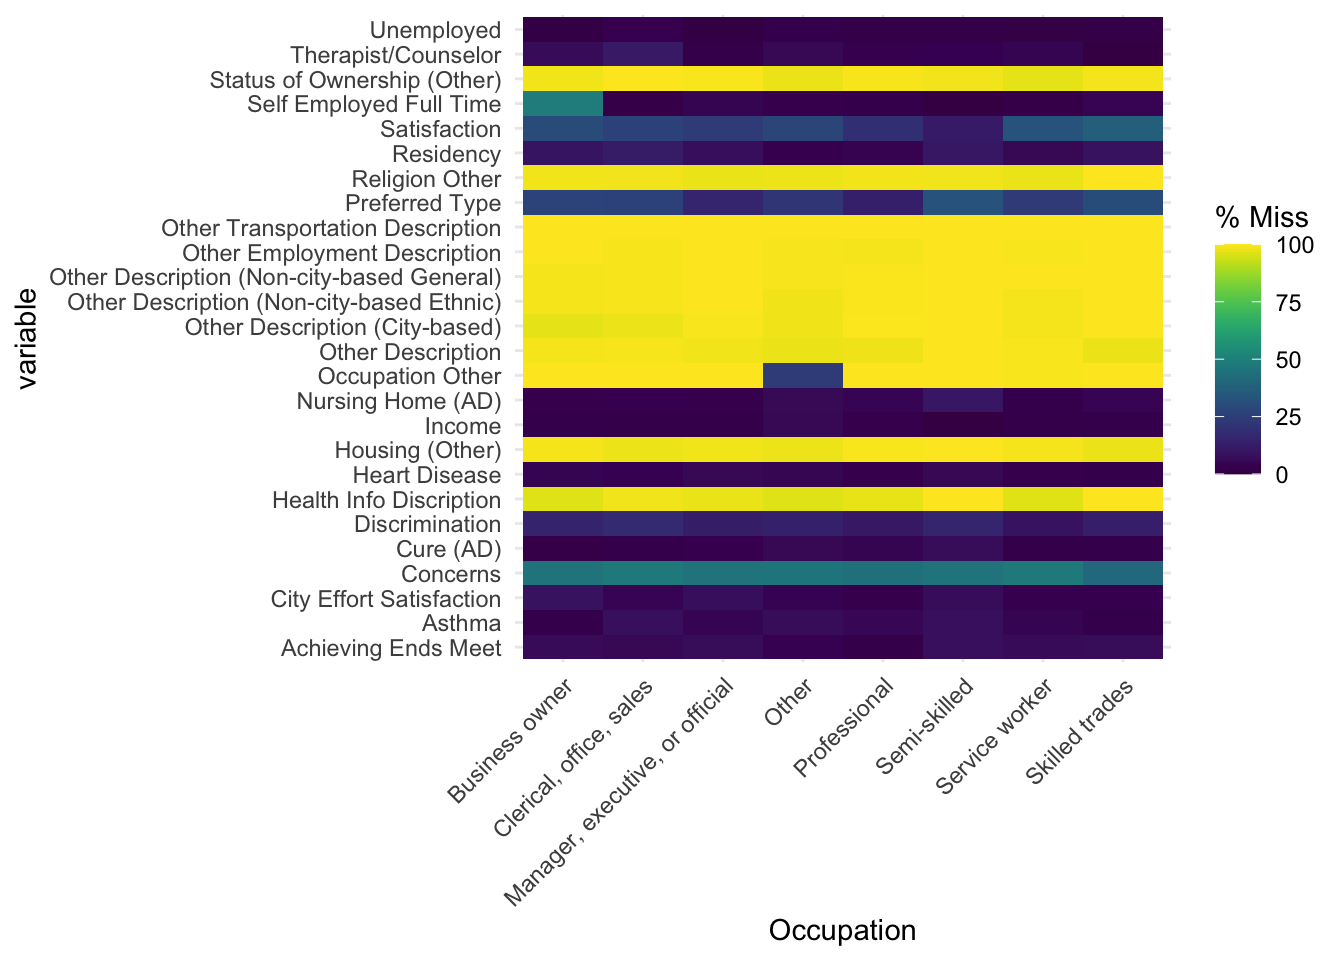 Unemployed
Therapist/Counselor
Status of Ownership (Other)
Self Employed Full Time
Satisfaction
Residency
Religion Other
Preferred Type
Other Transportation Description
Other Employment Description
Other Description (Non-city-based General)
Other Description (Non-city-based Ethnic)
Other Description (City-based)
Other Description
Occupation Other
Nursing Home (AD)
Income
Housing (Other)
Heart Disease
Health Info Discription
Discrimination
Cure (AD)
Concerns
City Effort Satisfaction
Asthma
Achieving Ends Meet
variable
Business owner
Clerical, office, sales
Manager, executive, or official
Other
Professional
Semi-skilled
Service worker
Skilled trades
Occupation
% Miss
100
75
50
25
0